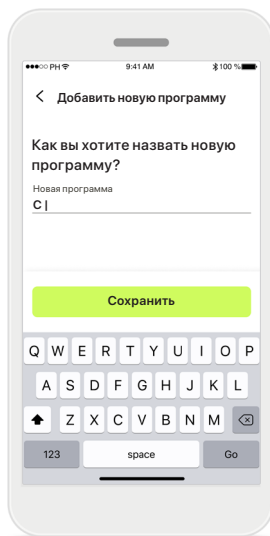 ●●●○○ PH 9:41 AM 100 %
Добавить новую программу
Как вы хотите назвать новую
программу?
Новая программа
C |
Сохранить
Q W E R T Y U I O P
A S D F G H J K L
Z X C V B N M
123 space Go